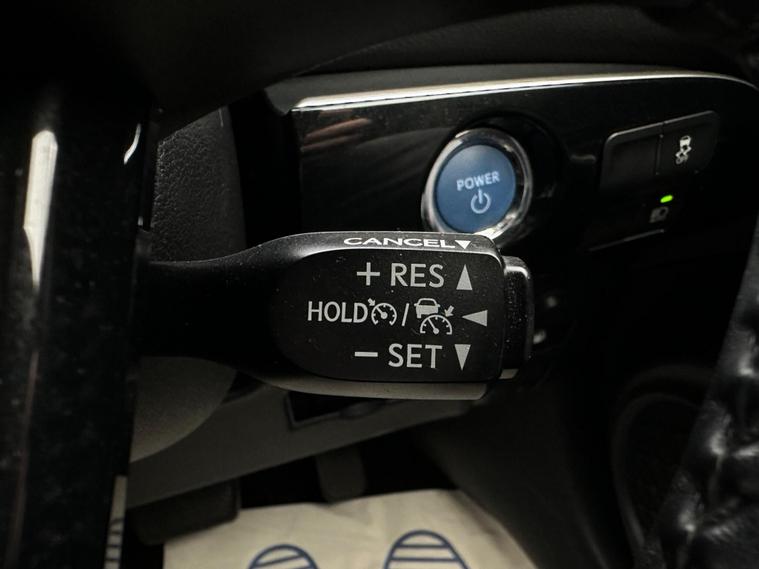 POWER
CANCEL▼
+ RES ▲
HOLD / ◀
− SET ▼